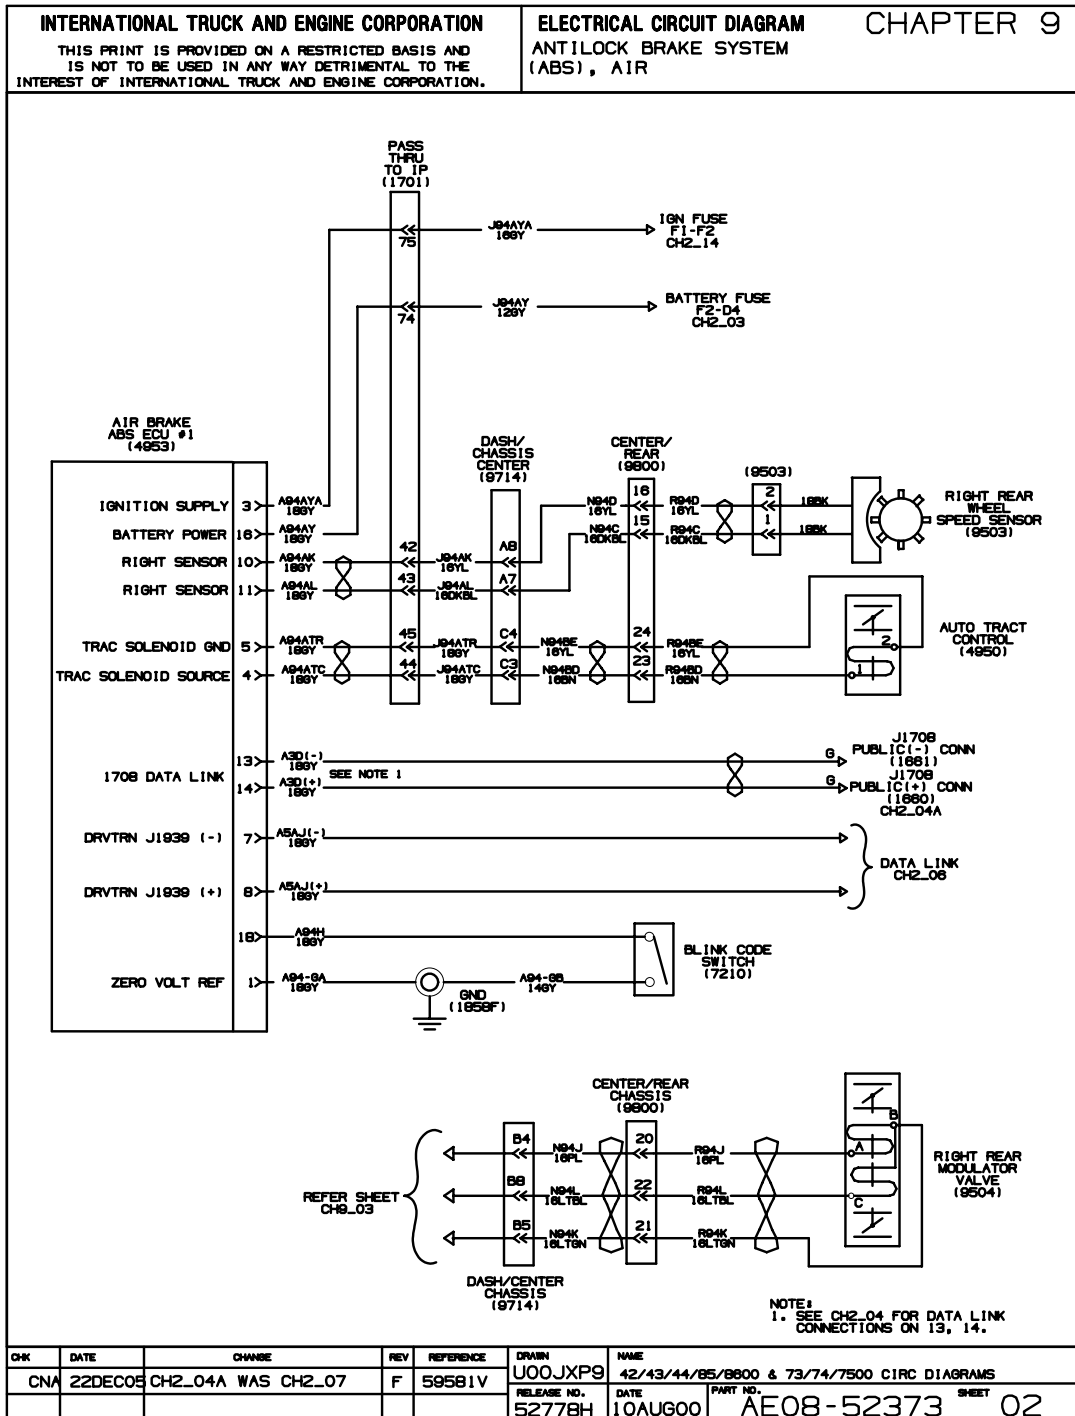 INTERNATIONAL TRUCK AND ENGINE CORPORATION
THIS PRINT IS PROVIDED ON A RESTRICTED BASIS AND
IS NOT TO BE USED IN ANY WAY DETRIMENTAL TO THE
INTEREST OF INTERNATIONAL TRUCK AND ENGINE CORPORATION.
ELECTRICAL CIRCUIT DIAGRAM
ANTILOCK BRAKE SYSTEM
(ABS), AIR
CHAPTER 9
PASS
THRU
TO IP
(1701)
75
J94AYA
16GY
IGN FUSE
F1-F2
CH2_14
74
J94AY
12GY
BATTERY FUSE
F2-D4
CH2_03
AIR BRAKE
ABS ECU #1
(4953)
DASH/
CHASSIS
CENTER
(9714)
CENTER/
REAR
(9800)
(9503)
IGNITION SUPPLY 3
A94AYA
18GY
BATTERY POWER 16
A94AY
18GY
RIGHT SENSOR 10
A94AK
18GY
42
J94AK
16YL
A8
N94D
16YL
16
R94D
16YL
2
18BK
RIGHT SENSOR 11
A94AL
18GY
43
J94AL
16DKBL
A7
N94C
16DKBL
15
R94C
16DKBL
1
18BK
RIGHT REAR
WHEEL
SPEED SENSOR
(9503)
TRAC SOLENOID GND 5
A94ATR
18GY
45
J94ATR
18GY
C4
N94BE
16YL
24
R94BE
16YL
2
TRAC SOLENOID SOURCE 4
A94ATC
18GY
44
J94ATC
18GY
C3
N94BD
16BN
23
R94BD
16BN
1
AUTO TRACT
CONTROL
(4950)
1708 DATA LINK
13
A3D(-)
18GY
SEE NOTE 1
14
A3D(+)
18GY
G
J1708
PUBLIC(-) CONN
(1661)
G
J1708
PUBLIC(+) CONN
(1660)
CH2_04A
DRVTRN J1939 (-) 7
A5AJ(-)
18GY
DRVTRN J1939 (+) 8
A5AJ(+)
18GY
DATA LINK
CH2_06
18
A94H
18GY
BLINK CODE
SWITCH
(7210)
ZERO VOLT REF 1
A94-GA
18GY
GND
(1858F)
A94-GB
14GY
CENTER/REAR
CHASSIS
(9800)
REFER SHEET
CH9_03
B4
N94J
16PL
20
R94J
16PL
A
B
B8
N94L
16LTBL
22
R94L
16LTBL
C
B5
N94K
16LTGN
21
R94K
16LTGN
RIGHT REAR
MODULATOR
VALVE
(9504)
DASH/CENTER
CHASSIS
(9714)
NOTE:
1. SEE CH2_04 FOR DATA LINK
CONNECTIONS ON 13, 14.
CHK DATE CHANGE REV REFERENCE
CNA 22DEC05 CH2_04A WAS CH2_07 F 59581V
DRAWN
U00JXP9
NAME
42/43/44/85/8600 & 73/74/7500 CIRC DIAGRAMS
RELEASE NO.
52778H
DATE
10AUG00
PART NO.
AE08-52373
SHEET
02